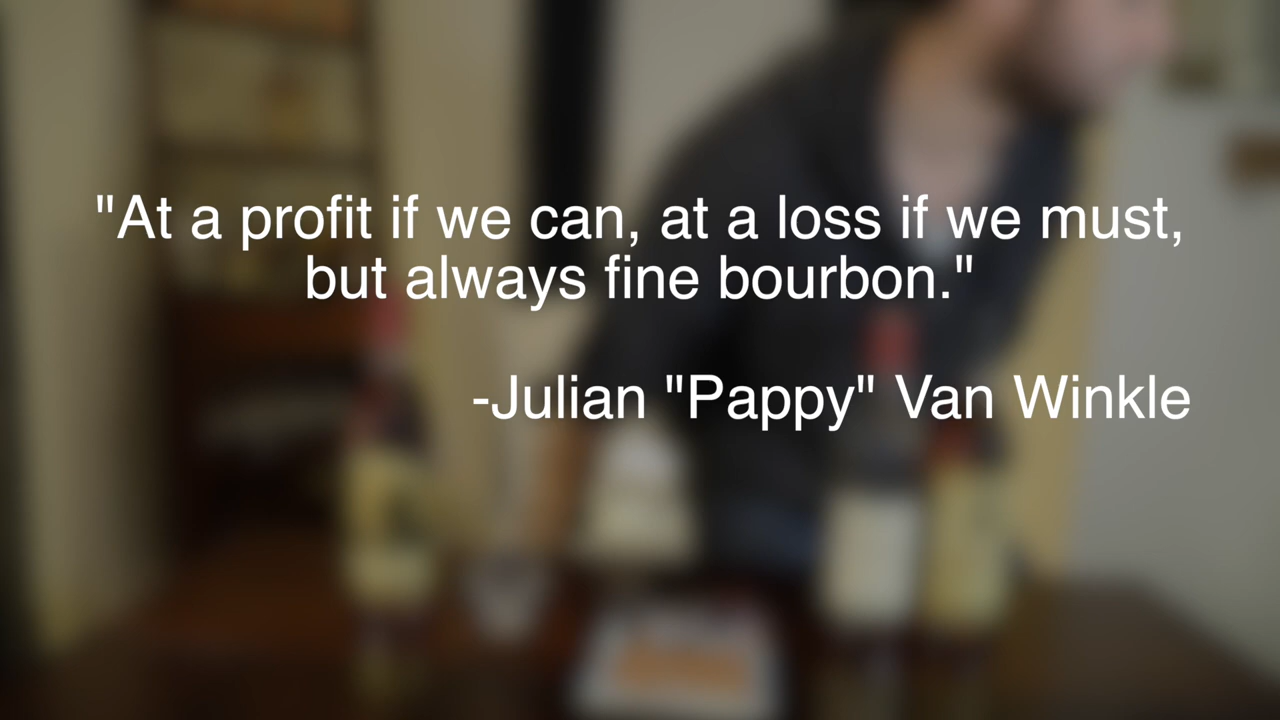 "At a profit if we can, at a loss if we must,
but always fine bourbon."
-Julian "Pappy" Van Winkle